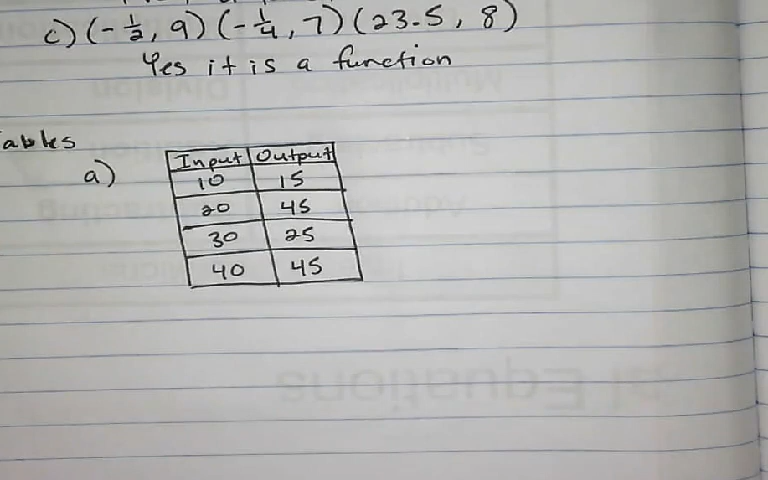 c) (-1/2, 9) (-1/4, 7) (23.5, 8)
Yes it is a function
ables
a)
Input Output
10 15
20 45
30 25
40 45